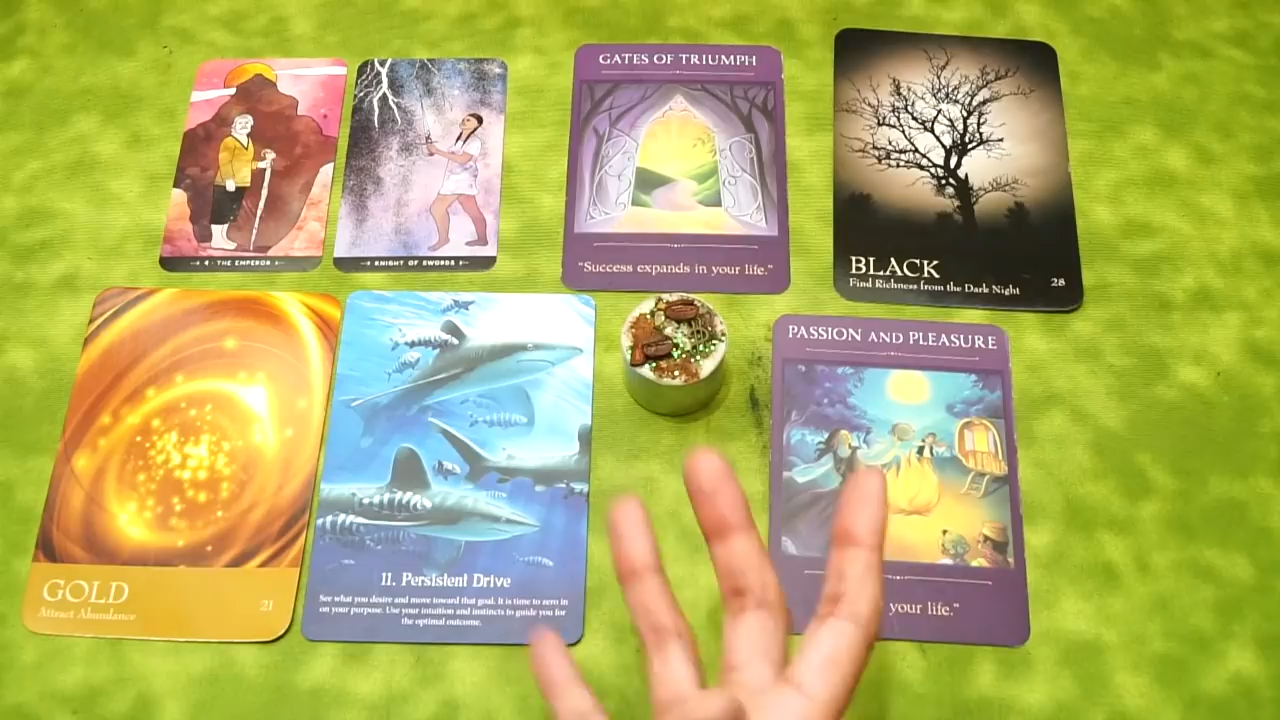 4 · THE EMPEROR
KNIGHT OF SWORDS
GATES OF TRIUMPH
"Success expands in your life."
BLACK
Find Richness from the Dark Night
28
GOLD
Attract Abundance
21
11. Persistent Drive
See what you desire and move toward that goal. It is time to zero in
on your purpose. Use your intuition and instincts to guide you for
the optimal outcome.
PASSION AND PLEASURE
your life."